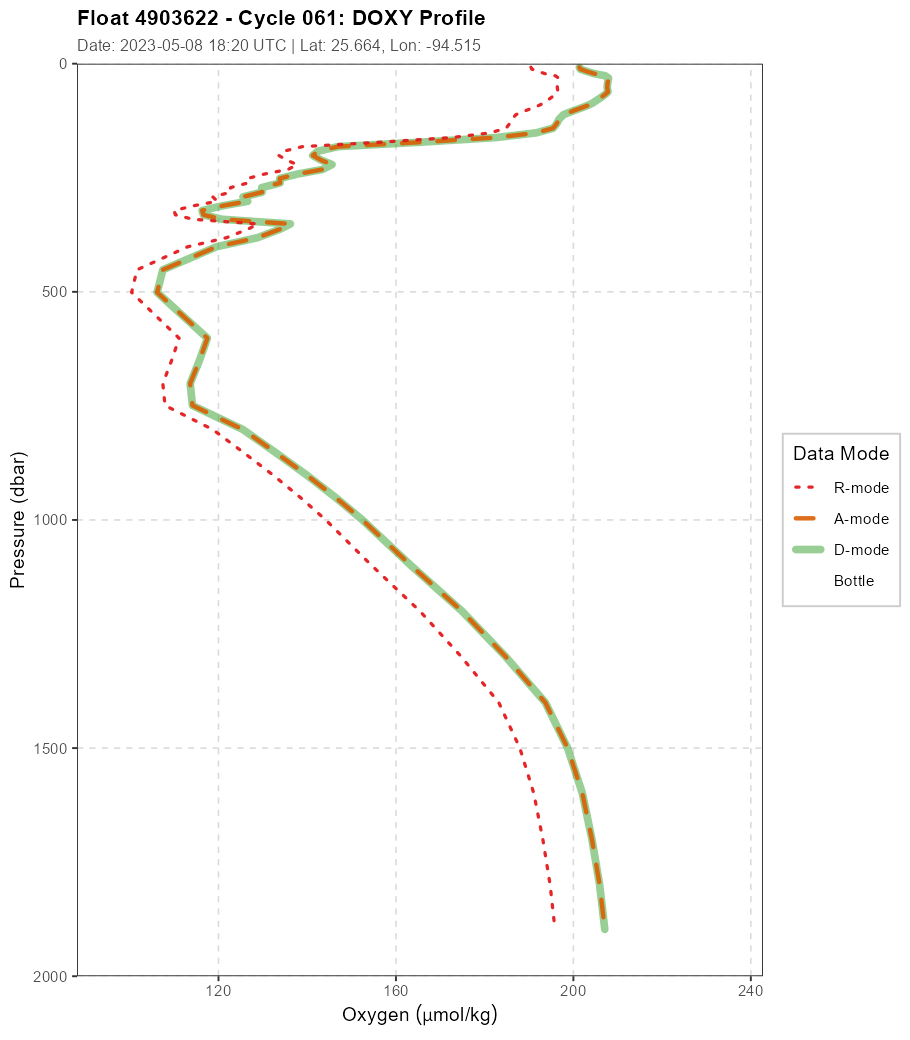 Float 4903622 - Cycle 061: DOXY Profile
Date: 2023-05-08 18:20 UTC | Lat: 25.664, Lon: -94.515
0
500
1000
1500
2000
Pressure (dbar)
120
160
200
240
Oxygen (μmol/kg)
Data Mode
R-mode
A-mode
D-mode
Bottle